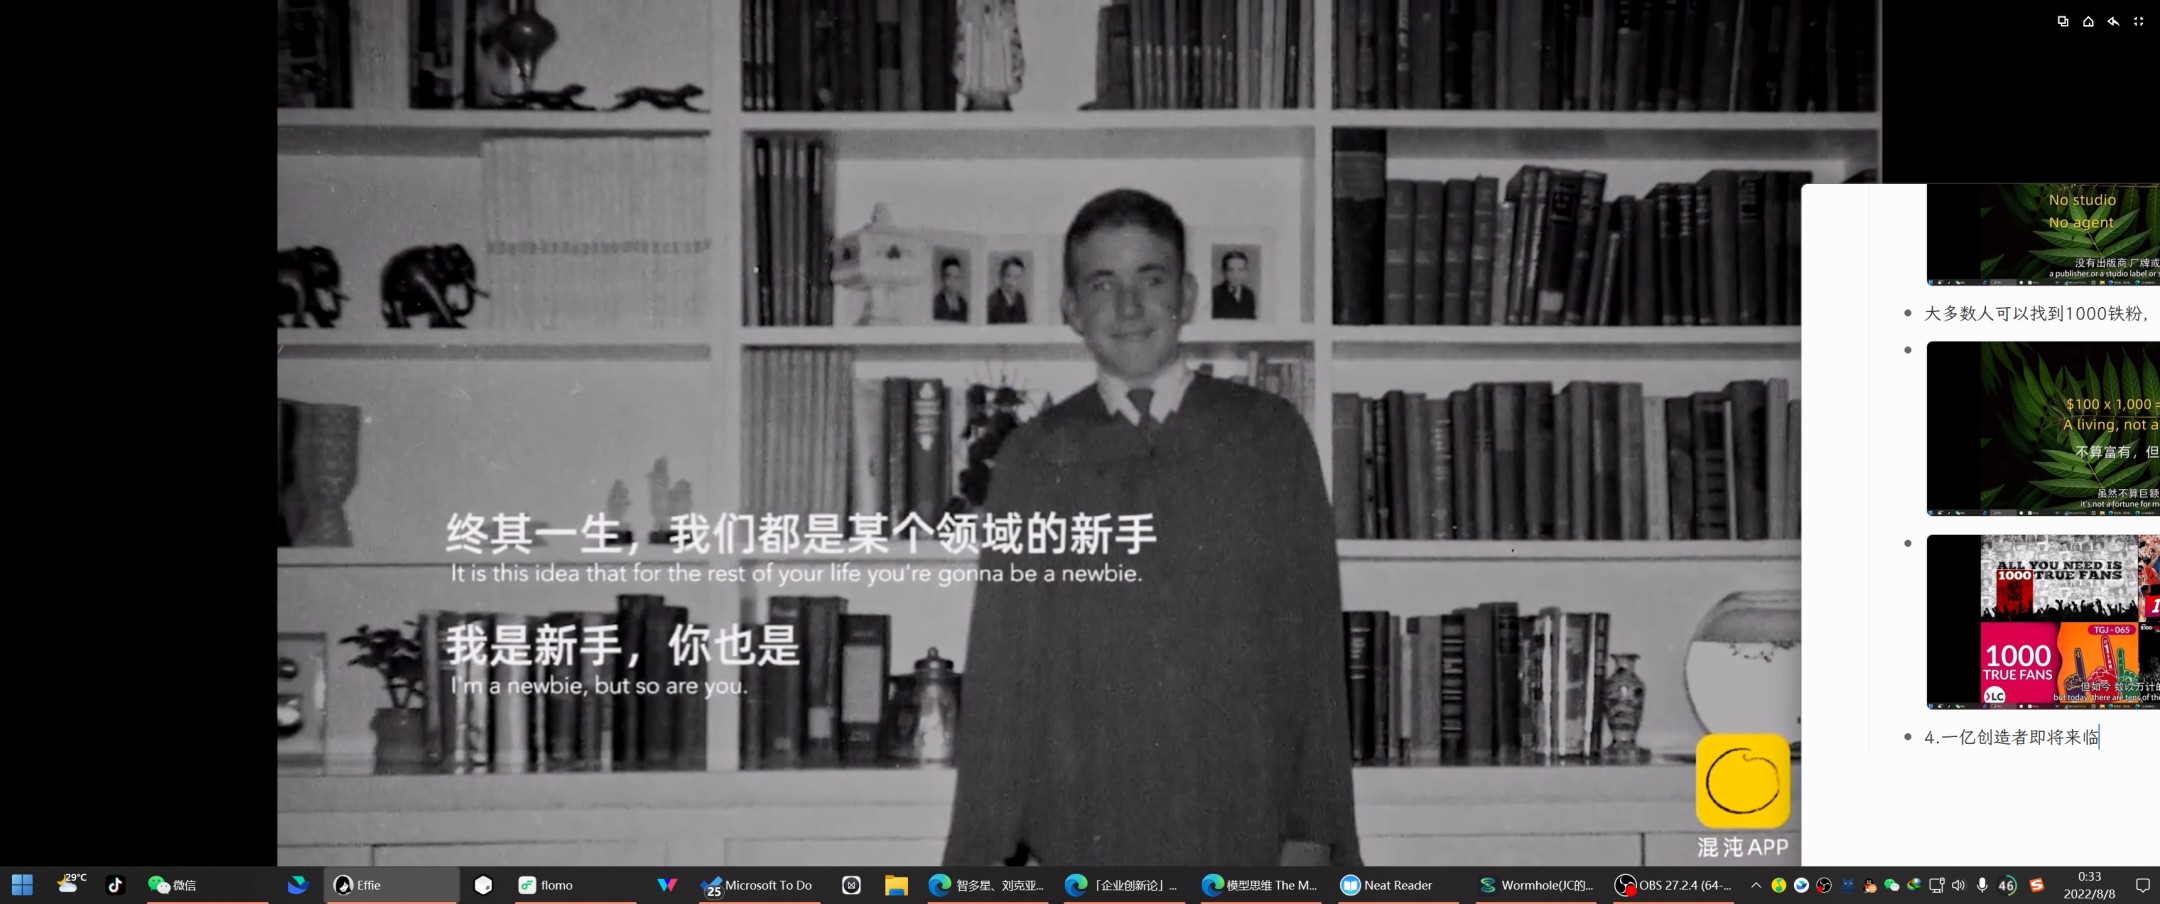 终其一生，我们都是某个领域的新手
It is this idea that for the rest of your life you're gonna be a newbie.
我是新手，你也是
I'm a newbie, but so are you.
混沌APP
No studio
No agent
没有出版商 厂牌或
a publisher or a studio label or
大多数人可以找到1000铁粉，
$100 x 1,000 =
A living, not a
不算富有，但
虽然不算巨额
it's not a fortune for m
ALL YOU NEED IS
1000 TRUE FANS
TGJ - 065
1000
TRUE FANS
LC
但如今 数以万计的
but today, there are tens of th
4.一亿创造者即将来临
29°C
微信
Effie
flomo
25
Microsoft To Do
智多星、刘克亚...
「企业创新论」...
模型思维 The M...
Neat Reader
Wormhole(JC的...
OBS 27.2.4 (64-...
46
0:33
2022/8/8